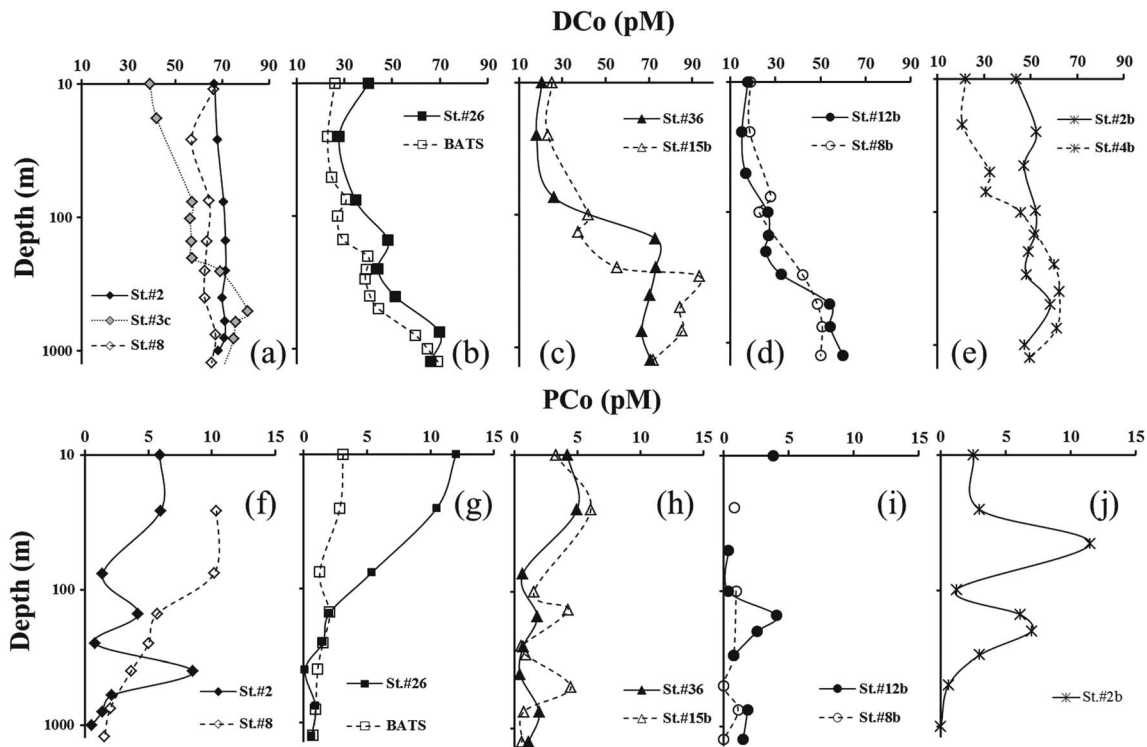 DCo (pM)
10 30 50 70 90
10 30 50 70 90
10 30 50 70 90
10 30 50 70 90
10 30 50 70 90
10
100
1000
Depth (m)
St.#2
St.#3c
St.#8
(a)
St.#26
BATS
(b)
St.#36
St.#15b
(c)
St.#12b
St.#8b
(d)
St.#2b
St.#4b
(e)
PCo (pM)
0 5 10 15
0 5 10 15
0 5 10 15
0 5 10 15
0 5 10 15
10
100
1000
Depth (m)
(f)
St.#2
St.#8
(g)
St.#26
BATS
(h)
St.#36
St.#15b
(i)
St.#12b
St.#8b
(j)
St.#2b